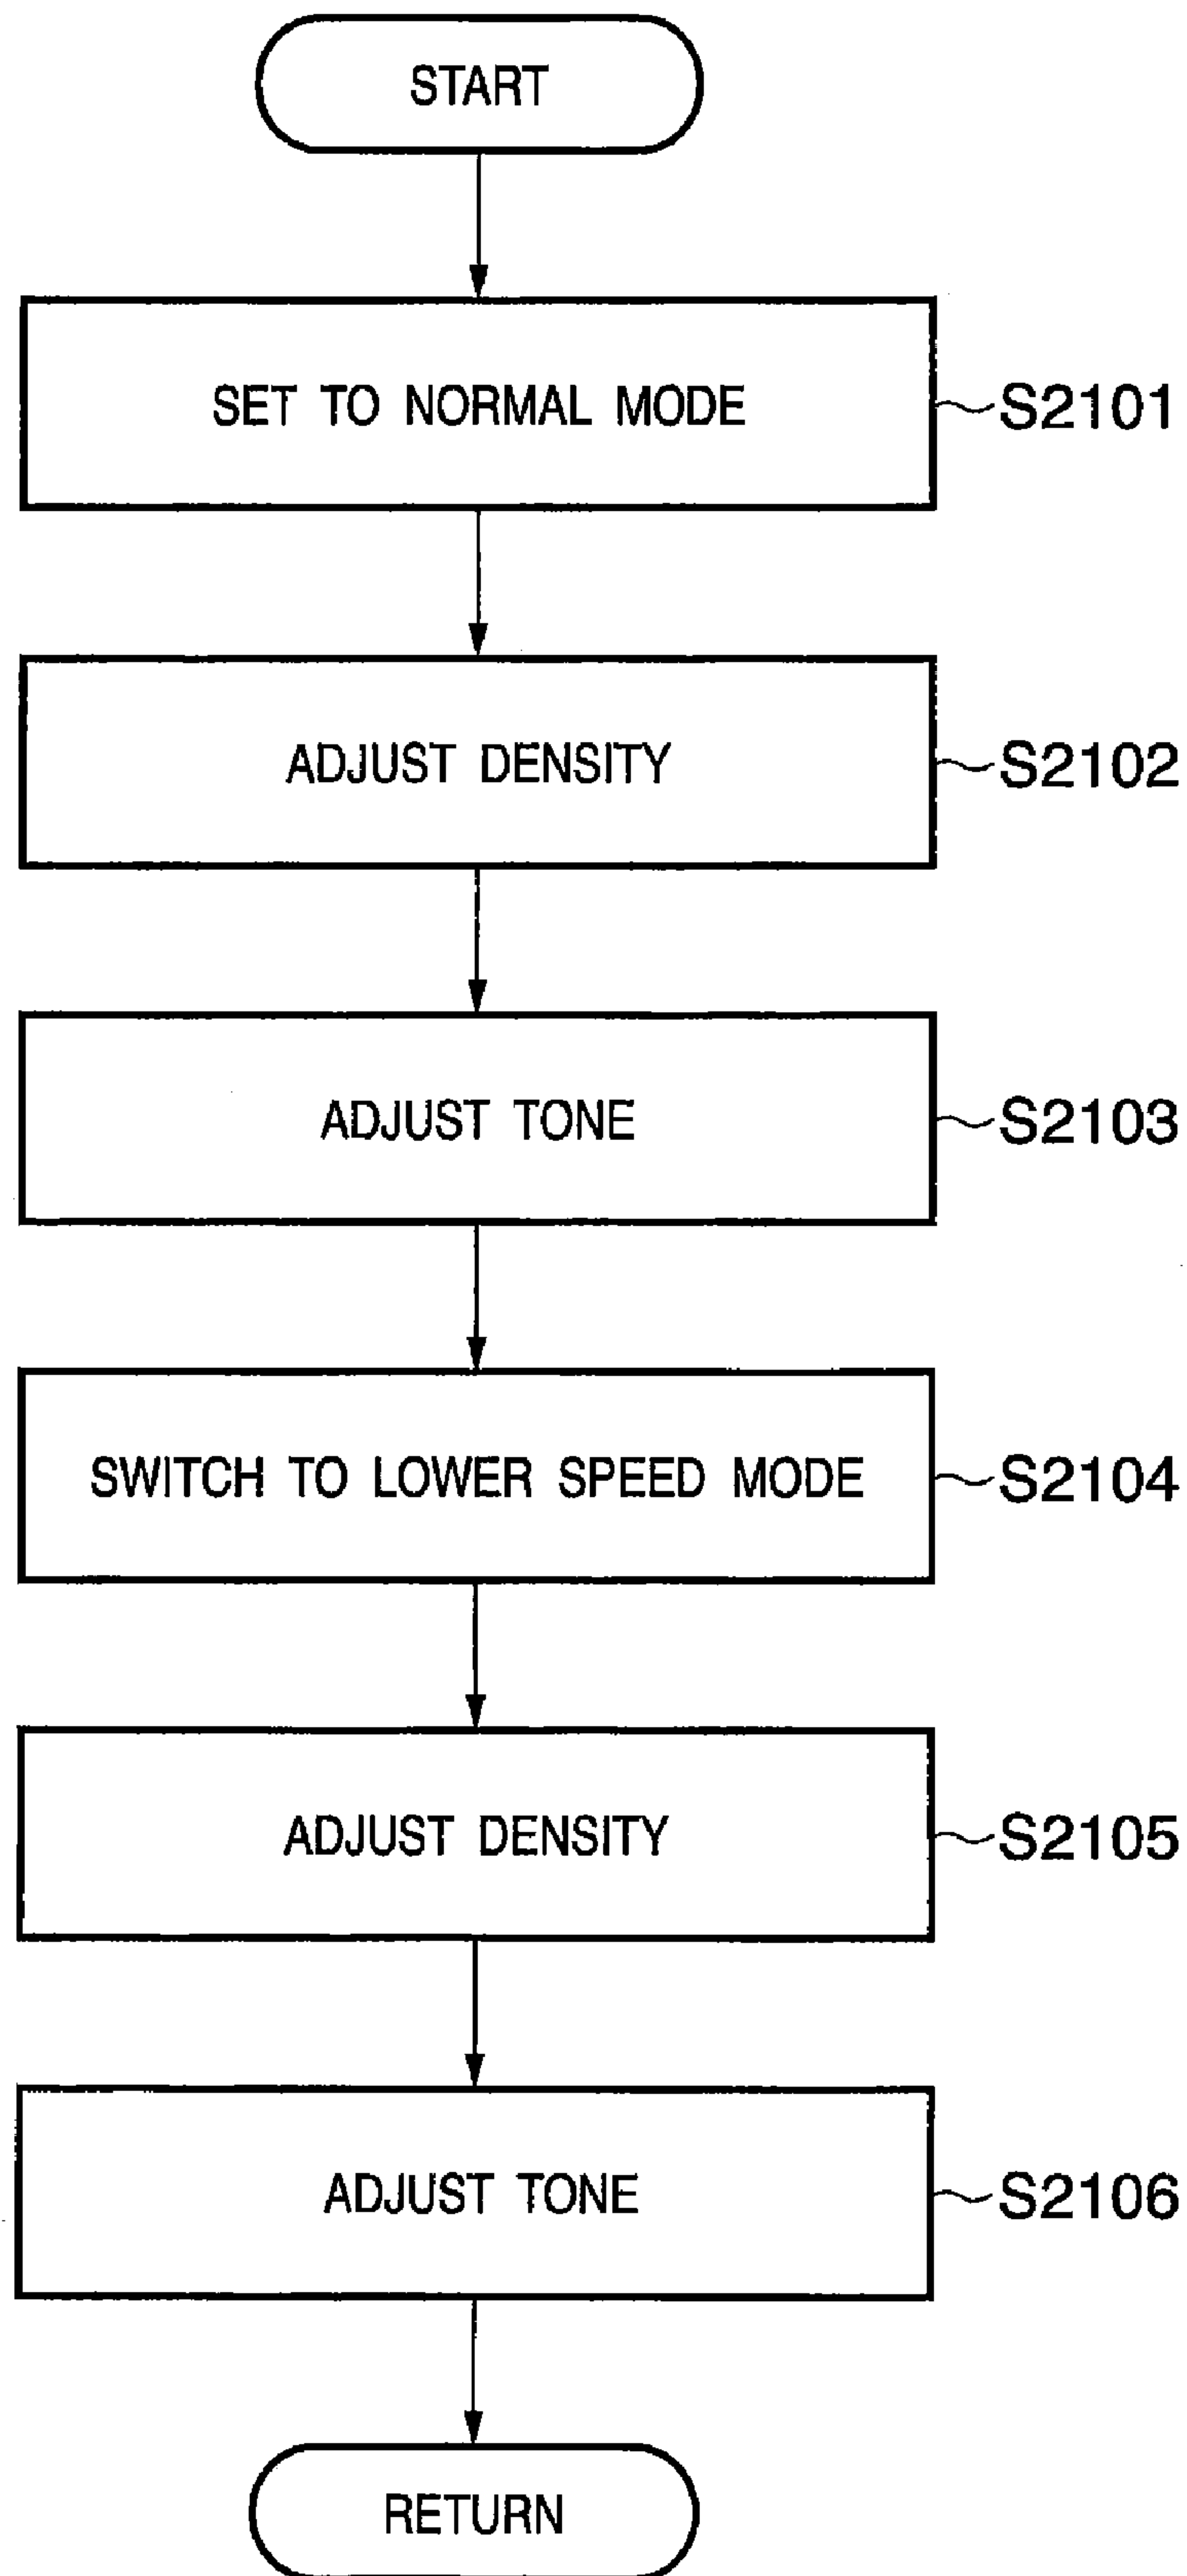 START
SET TO NORMAL MODE
S2101
ADJUST DENSITY
S2102
ADJUST TONE
S2103
SWITCH TO LOWER SPEED MODE
S2104
ADJUST DENSITY
S2105
ADJUST TONE
S2106
RETURN